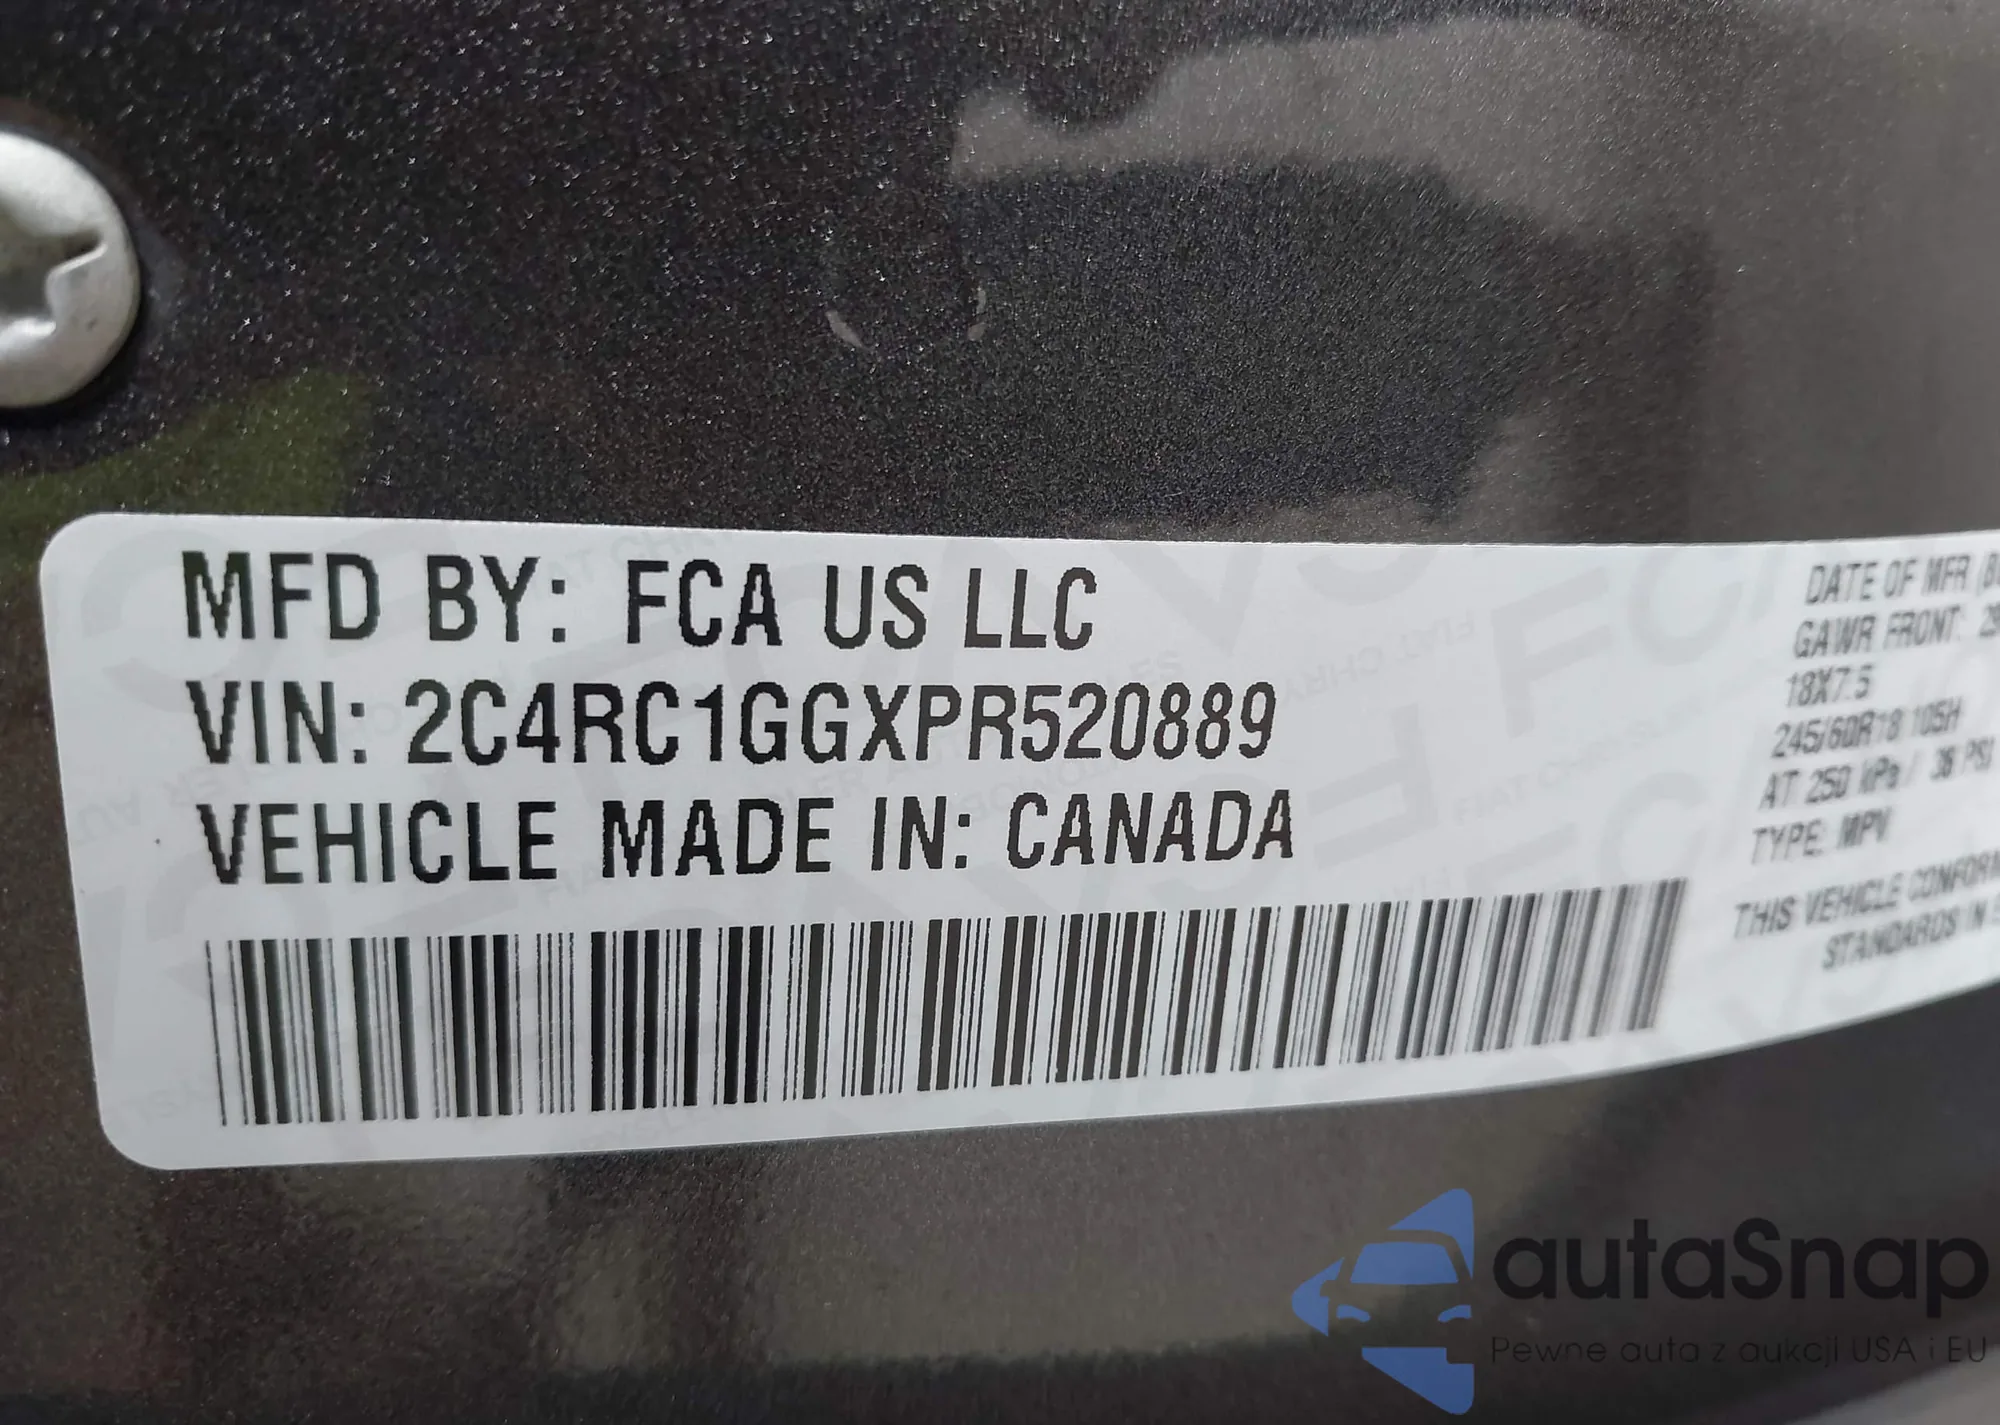 MFD BY: FCA US LLC
VIN: 2C4RC1GGXPR520889
VEHICLE MADE IN: CANADA
DATE OF MFR
GAWR FRONT:
18X7.5
245/60R18 105H
AT 250 kPa / 36 PSI
TYPE: MPV
THIS VEHICLE
STANDARDS IN
autaSnap
Pewne auta z aukcji USA i EU